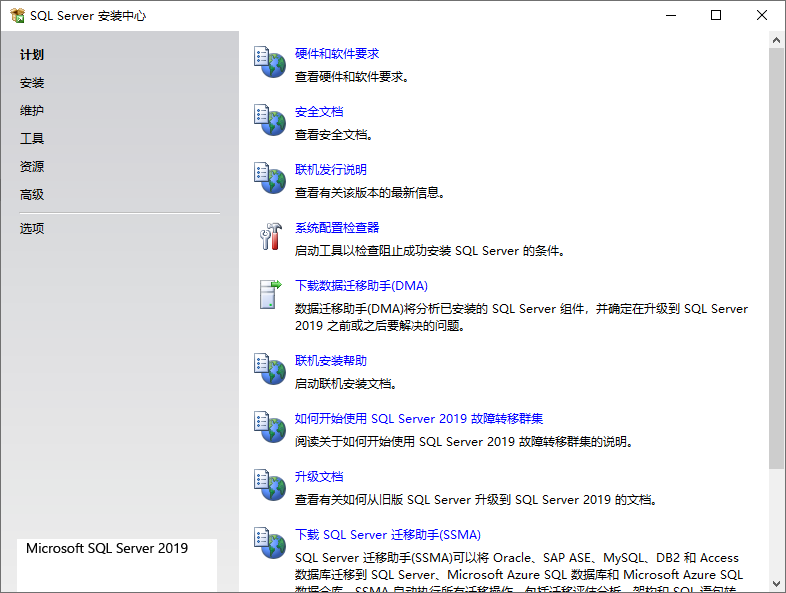 SQL Server 安装中心
计划
安装
维护
工具
资源
高级
选项
Microsoft SQL Server 2019
硬件和软件要求
查看硬件和软件要求。
安全文档
查看安全文档。
联机发行说明
查看有关该版本的最新信息。
系统配置检查器
启动工具以检查阻止成功安装 SQL Server 的条件。
下载数据迁移助手(DMA)
数据迁移助手(DMA)将分析已安装的 SQL Server 组件，并确定在升级到 SQL Server
2019 之前或之后要解决的问题。
联机安装帮助
启动联机安装文档。
如何开始使用 SQL Server 2019 故障转移群集
阅读关于如何开始使用 SQL Server 2019 故障转移群集的说明。
升级文档
查看有关如何从旧版 SQL Server 升级到 SQL Server 2019 的文档。
下载 SQL Server 迁移助手(SSMA)
SQL Server 迁移助手(SSMA)可以将 Oracle、SAP ASE、MySQL、DB2 和 Access
数据库迁移到 SQL Server、Microsoft Azure SQL 数据库和 Microsoft Azure SQL
数据仓库。SSMA 自动执行所有迁移操作，包括迁移评估分析、架构和 SQL 语句转